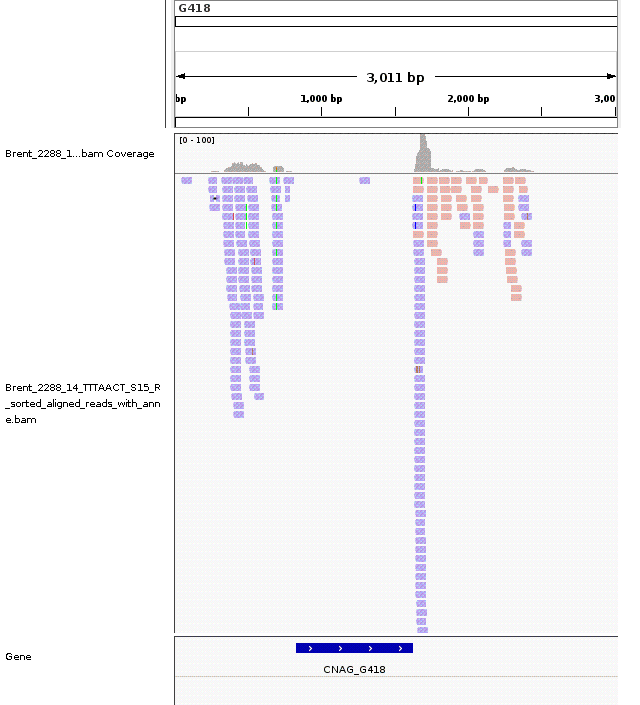 G418
3,011 bp
bp 1,000 bp 2,000 bp 3,00
[0 - 100]
Brent_2288_1...bam Coverage
Brent_2288_14_TTTAACT_S15_R
_sorted_aligned_reads_with_ann
e.bam
Gene
CNAG_G418